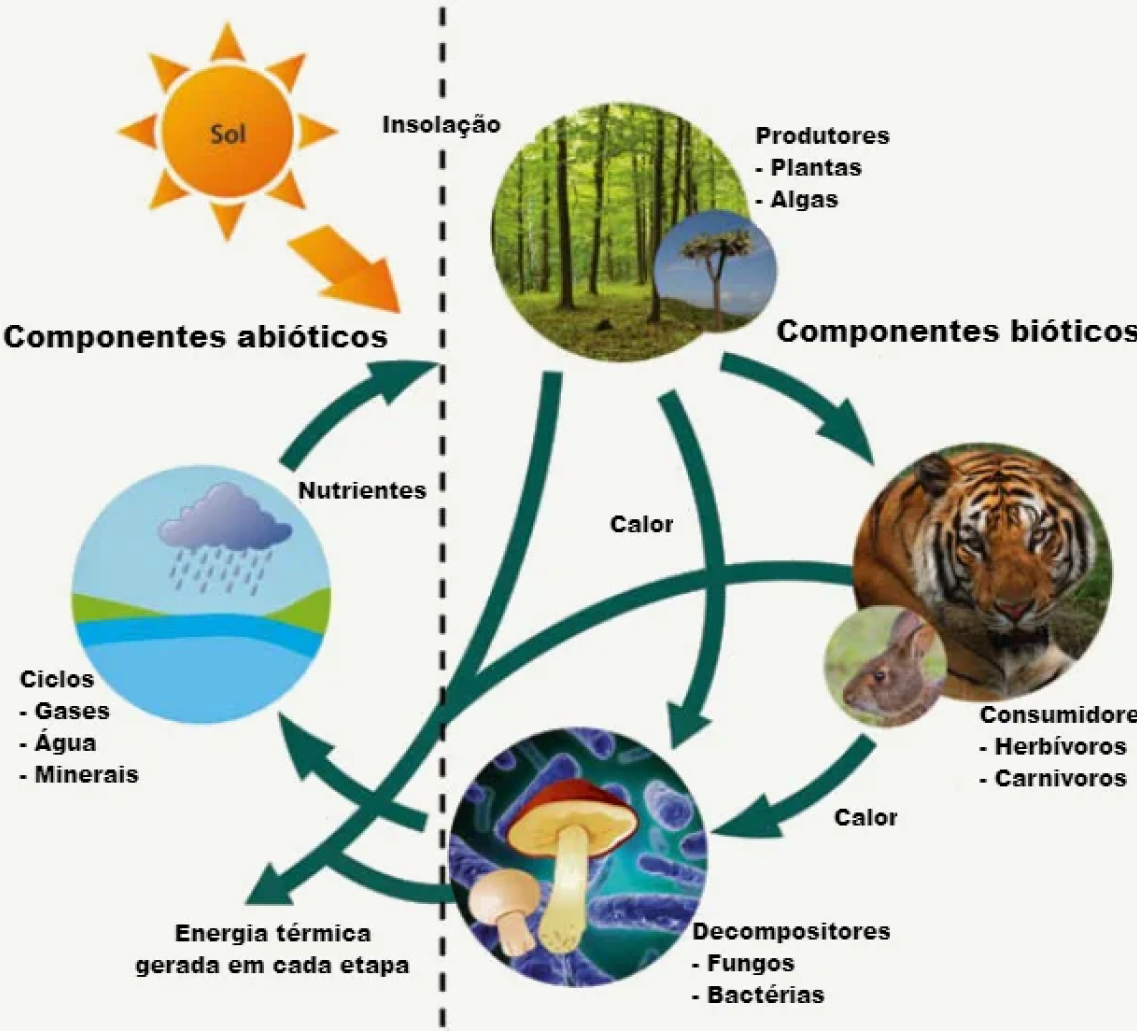 Sol
Insolação
Produtores
- Plantas
- Algas
Componentes abióticos
Componentes bióticos
Nutrientes
Calor
Ciclos
- Gases
- Água
- Minerais
Consumidore
- Herbívoros
- Carnivoros
Calor
Energia térmica
gerada em cada etapa
Decompositores
- Fungos
- Bactérias